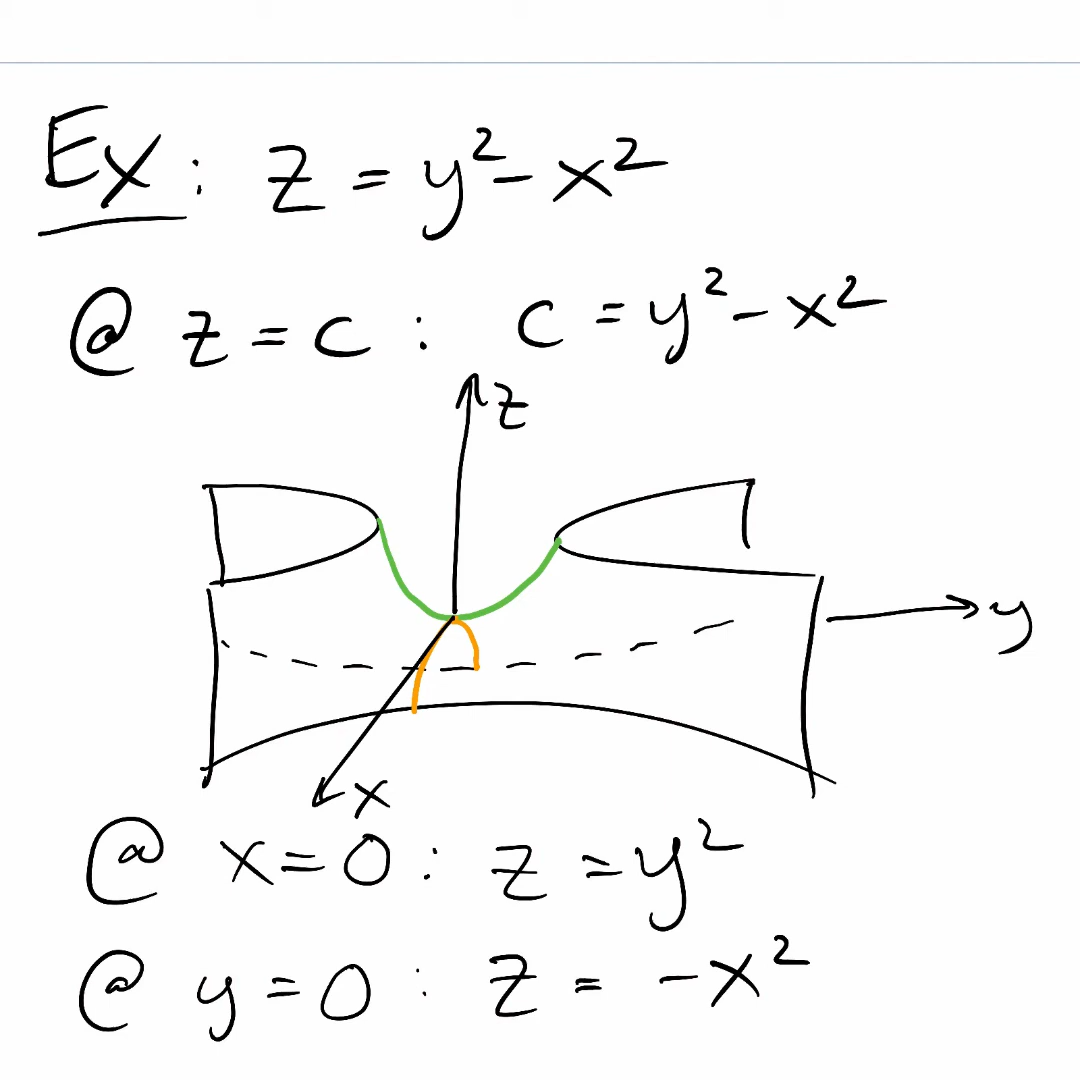 Ex: z = y² - x²
@ z = c : c = y² - x²
z
y
x
@ x = 0 : z = y²
@ y = 0 : z = -x²